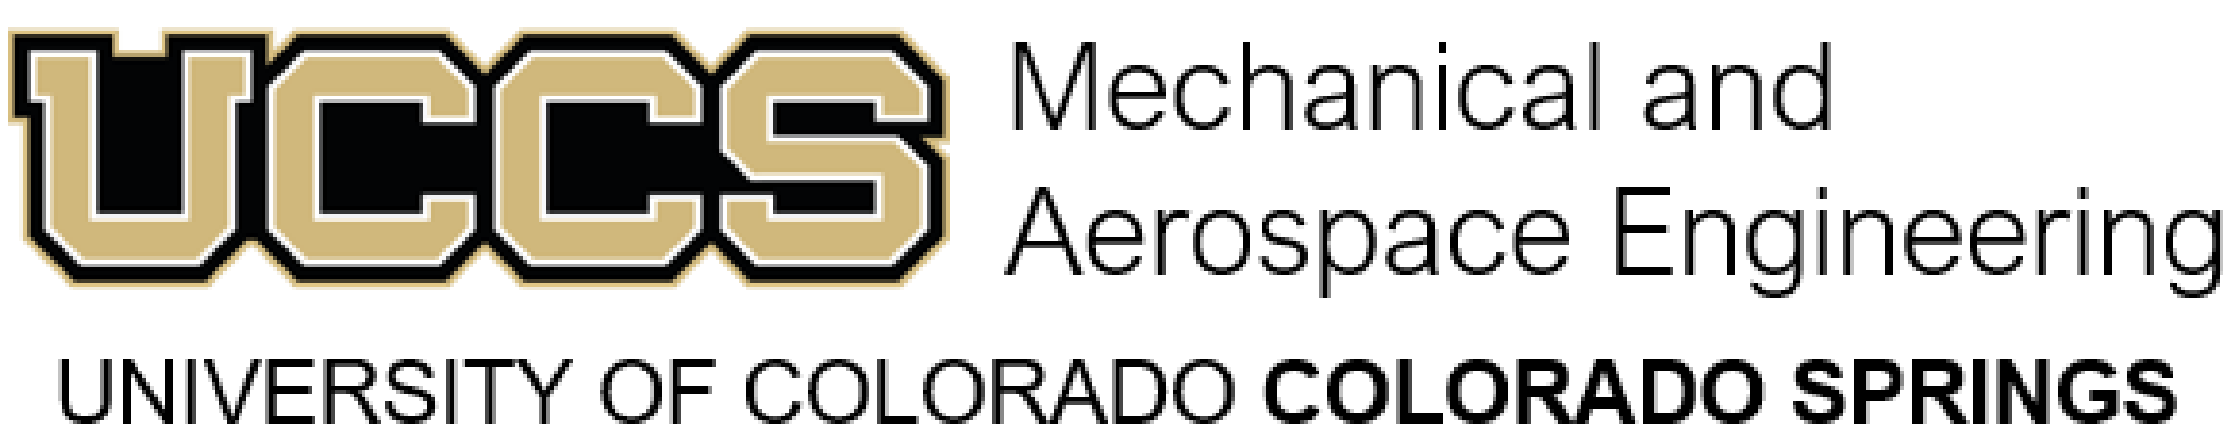 UCCS
Mechanical and
Aerospace Engineering
UNIVERSITY OF COLORADO COLORADO SPRINGS